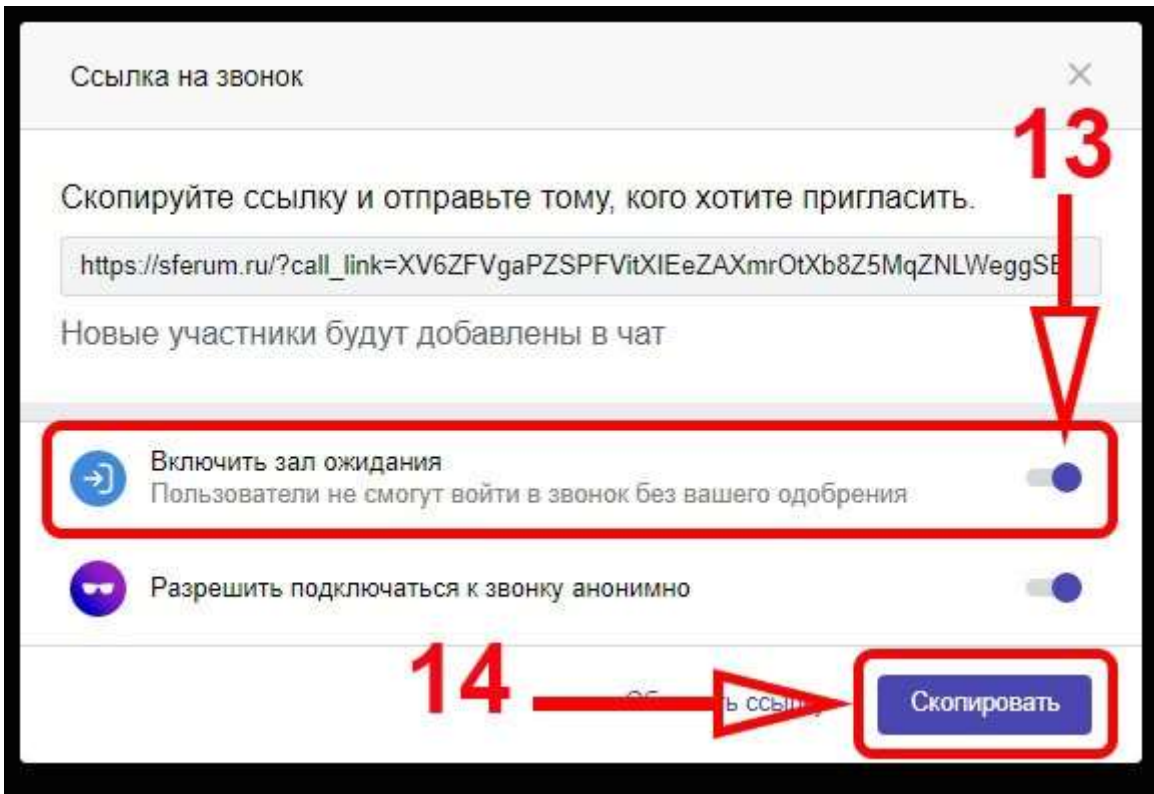 Ссылка на звонок
13
Скопируйте ссылку и отправьте тому, кого хотите пригласить.
https://sferum.ru/?call_link=XV6ZFVgaPZSPFVitXIEeZAXmrOtXb8Z5MqZNLWeggSE
Новые участники будут добавлены в чат
Включить зал ожидания
Пользователи не смогут войти в звонок без вашего одобрения
Разрешить подключаться к звонку анонимно
14
Скопировать